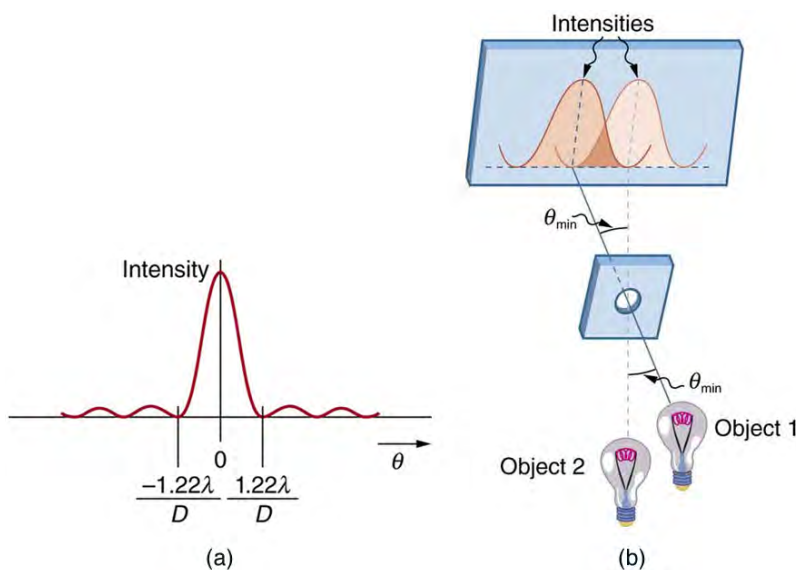 Intensities
θmin
Intensity
θmin
0
θ
Object 1
Object 2
−1.22λ
D
1.22λ
D
(a)
(b)